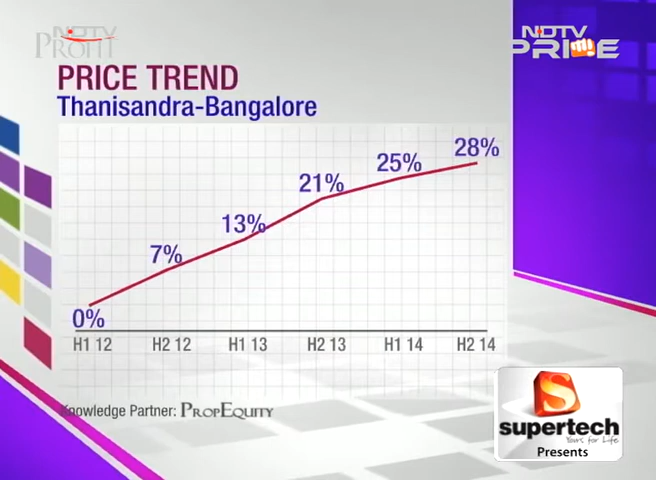 NDTV
PROFIT
NDTV
PRIME
PRICE TREND
Thanisandra-Bangalore
0%
7%
13%
21%
25%
28%
H1 12
H2 12
H1 13
H2 13
H1 14
H2 14
Knowledge Partner: PROPEQUITY
S
supertech
Yours for Life
Presents